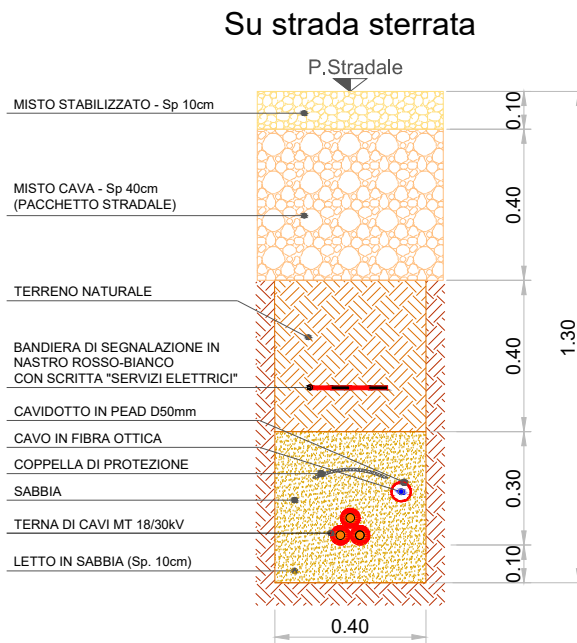 Su strada sterrata
P.Stradale
MISTO STABILIZZATO - Sp 10cm
0.10
MISTO CAVA - Sp 40cm
(PACCHETTO STRADALE)
0.40
TERRENO NATURALE
0.40
1.30
BANDIERA DI SEGNALAZIONE IN
NASTRO ROSSO-BIANCO
CON SCRITTA "SERVIZI ELETTRICI"
CAVIDOTTO IN PEAD D50mm
CAVO IN FIBRA OTTICA
COPPELLA DI PROTEZIONE
SABBIA
0.30
TERNA DI CAVI MT 18/30kV
LETTO IN SABBIA (Sp. 10cm)
0.10
0.40